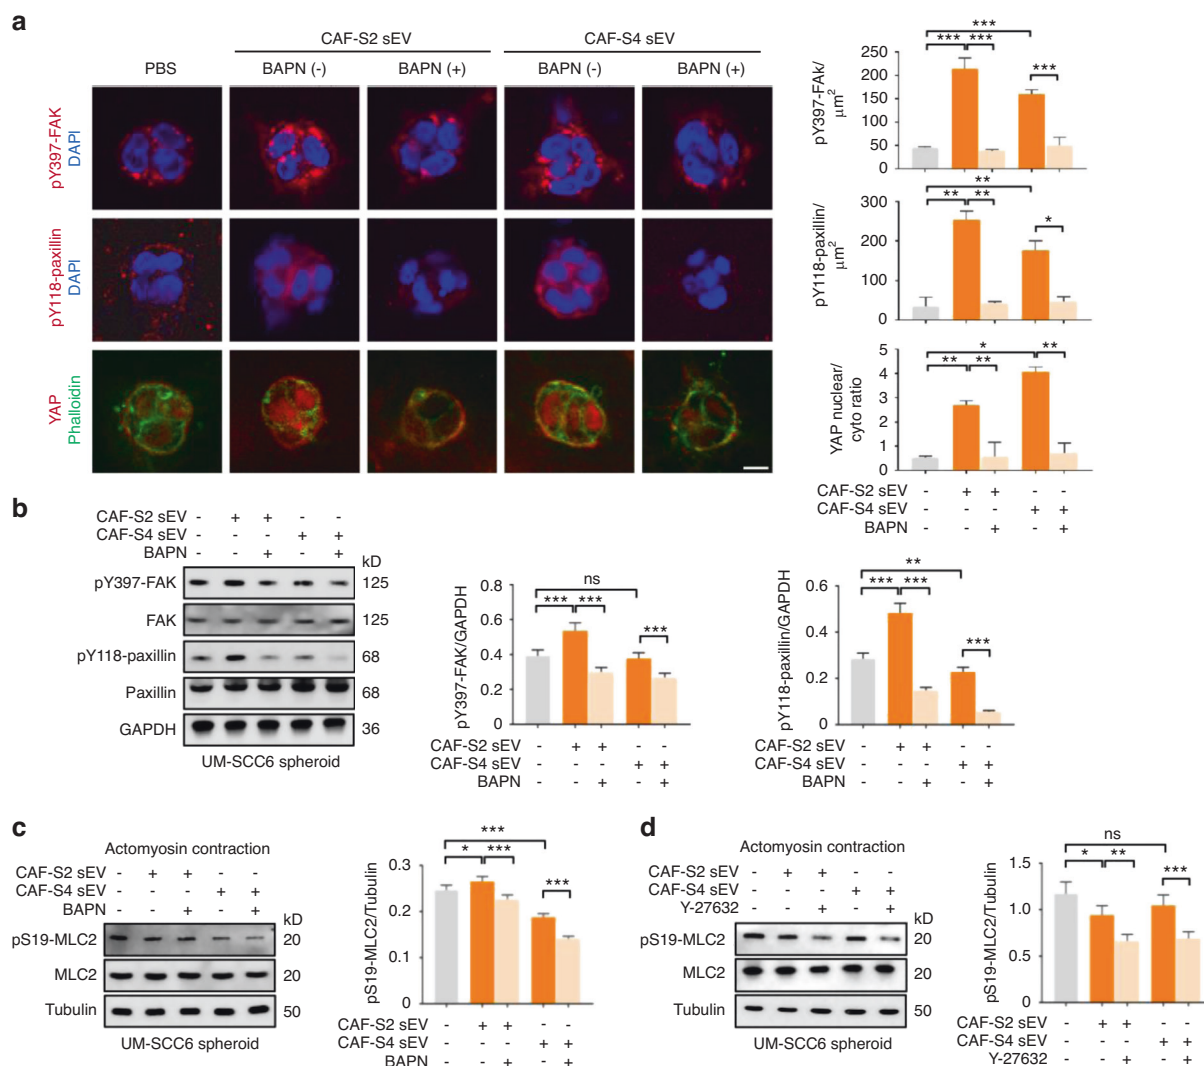 a
CAF-S2 sEV
CAF-S4 sEV
PBS
BAPN (-)
BAPN (+)
BAPN (-)
BAPN (+)
pY397-FAK
DAPI
pY118-paxillin
DAPI
YAP
Phalloidin
*** 
*** ***
***
pY397-FAk/
μm2
250
200
150
100
50
0
**
** **
*
pY118-paxillin/
μm2
300
200
100
0
*
** **
**
YAP nuclear/
cyto ratio
5
4
3
2
1
0
CAF-S2 sEV - + + - -
CAF-S4 sEV - - - + +
BAPN - - + - +
b
CAF-S2 sEV - + + - -
CAF-S4 sEV - - - + +
BAPN - - + - +
kD
pY397-FAK 125
FAK 125
pY118-paxillin 68
Paxillin 68
GAPDH 36
UM-SCC6 spheroid
ns
*** ***
***
pY397-FAK/GAPDH
0.8
0.6
0.4
0.2
0
CAF-S2 sEV - + + - -
CAF-S4 sEV - - - + +
BAPN - - + - +
**
*** ***
***
pY118-paxillin/GAPDH
0.6
0.4
0.2
0
CAF-S2 sEV - + + - -
CAF-S4 sEV - - - + +
BAPN - - + - +
c
Actomyosin contraction
CAF-S2 sEV - + + - -
CAF-S4 sEV - - - + +
BAPN - - + - +
kD
pS19-MLC2 20
MLC2 20
Tubulin 50
UM-SCC6 spheroid
***
* ***
***
pS19-MLC2/Tubulin
0.3
0.2
0.1
0
CAF-S2 sEV - + + - -
CAF-S4 sEV - - - + +
BAPN - - + - +
d
Actomyosin contraction
CAF-S2 sEV - + + - -
CAF-S4 sEV - - - + +
Y-27632 - - + - +
kD
pS19-MLC2 20
MLC2 20
Tubulin 50
UM-SCC6 spheroid
ns
* **
***
pS19-MLC2/Tubulin
1.5
1.0
0.5
0
CAF-S2 sEV - + + - -
CAF-S4 sEV - - - + +
Y-27632 - - + - +